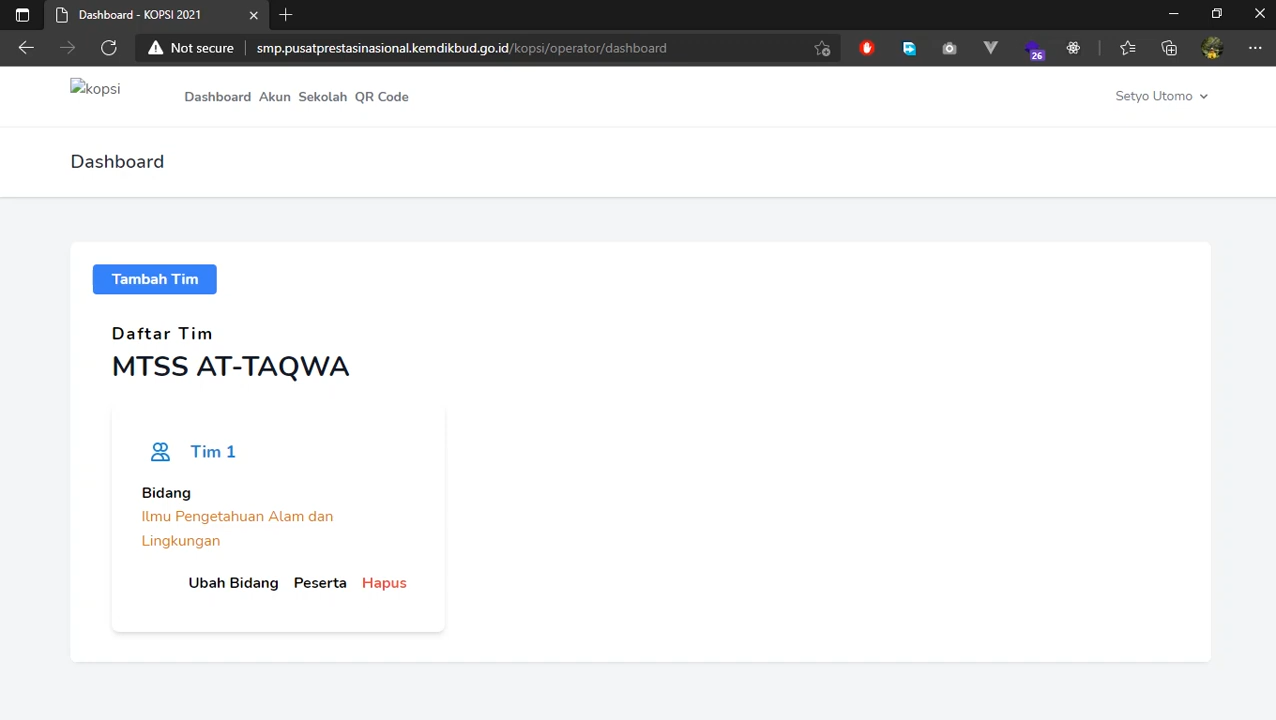 Dashboard - KOPSI 2021
Not secure
smp.pusatprestasinasional.kemdikbud.go.id/kopsi/operator/dashboard
26
kopsi
Dashboard Akun Sekolah QR Code
Setyo Utomo
Dashboard
Tambah Tim
Daftar Tim
MTSS AT-TAQWA
Tim 1
Bidang
Ilmu Pengetahuan Alam dan
Lingkungan
Ubah Bidang Peserta Hapus